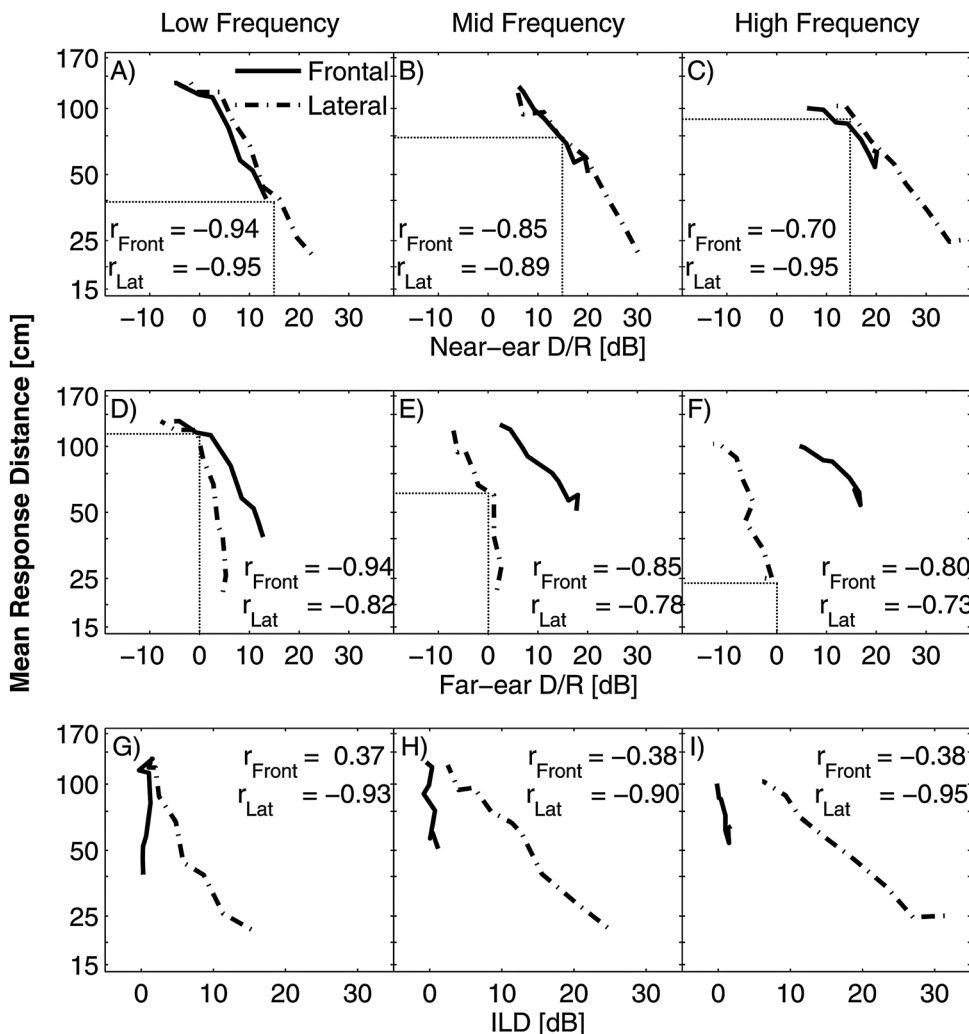 Low Frequency Mid Frequency High Frequency
Mean Response Distance [cm]
170
100
50
25
15
A) Frontal
Lateral
r_Front = −0.94
r_Lat = −0.95
B)
r_Front = −0.85
r_Lat = −0.89
C)
r_Front = −0.70
r_Lat = −0.95
−10 0 10 20 30 −10 0 10 20 30 −10 0 10 20 30
Near−ear D/R [dB]
170
100
50
25
15
D)
r_Front = −0.94
r_Lat = −0.82
E)
r_Front = −0.85
r_Lat = −0.78
F)
r_Front = −0.80
r_Lat = −0.73
−10 0 10 20 30 −10 0 10 20 30 −10 0 10 20 30
Far−ear D/R [dB]
170
100
50
25
15
G)
r_Front = 0.37
r_Lat = −0.93
H)
r_Front = −0.38
r_Lat = −0.90
I)
r_Front = −0.38
r_Lat = −0.95
0 10 20 30 0 10 20 30 0 10 20 30
ILD [dB]